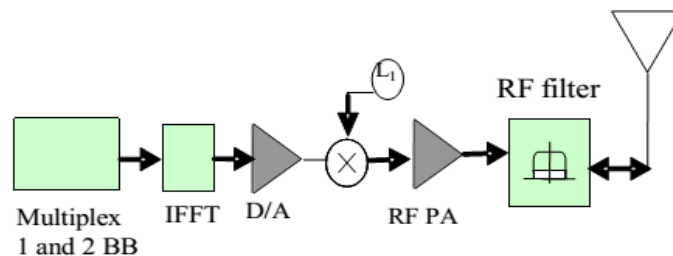 L1
RF filter
Multiplex
1 and 2 BB
IFFT
D/A
RF PA